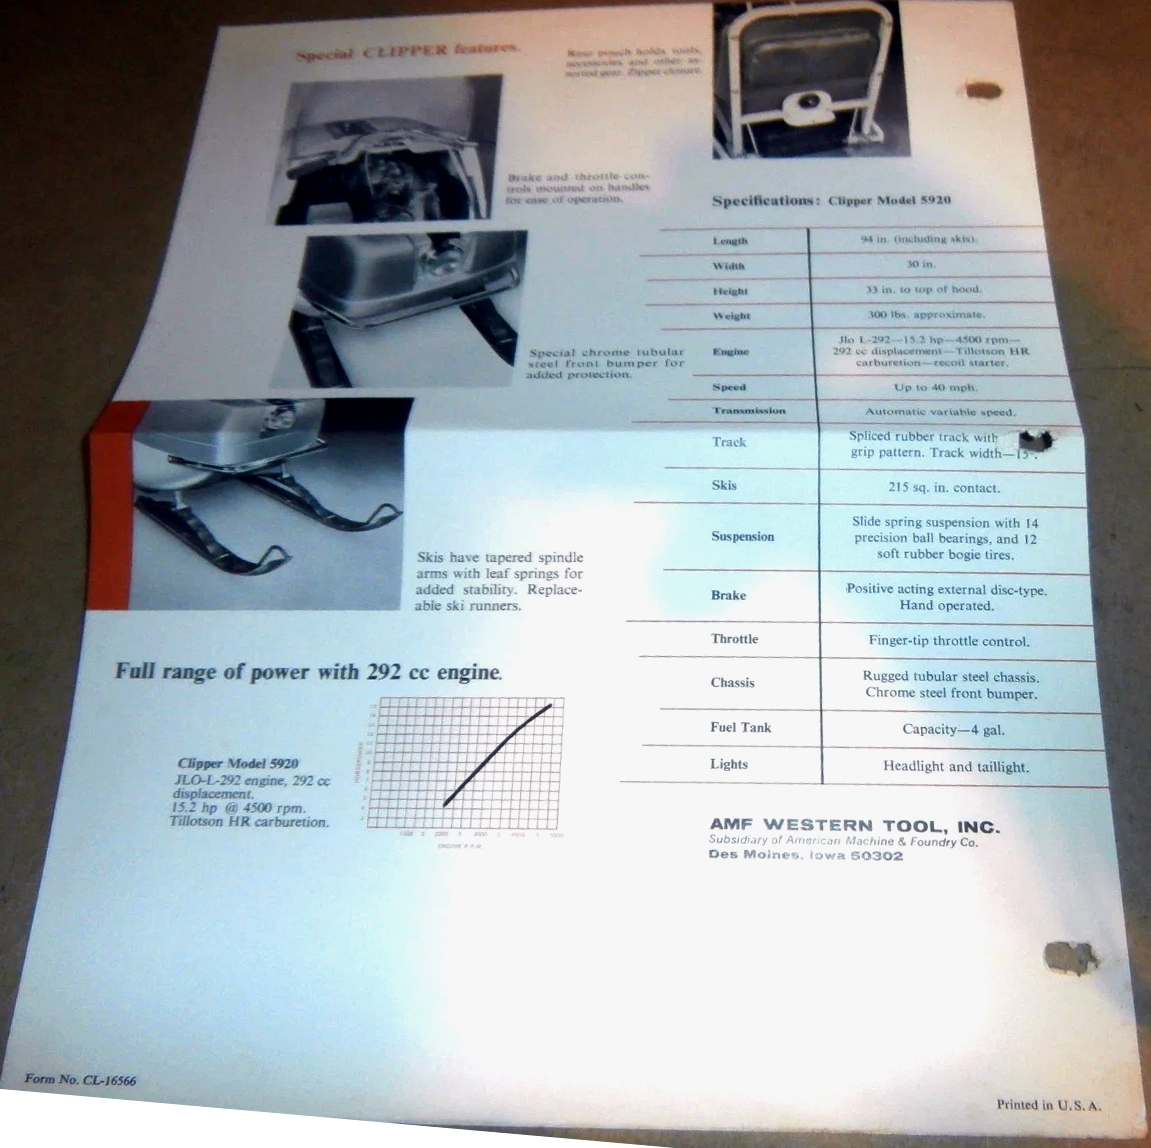 Special CLIPPER features.
Rear pouch holds tools,
accessories, and other as-
sorted gear. Zipper closure.
Brake and throttle con-
trols mounted on handles
for ease of operation.
Special chrome tubular
steel front bumper for
added protection.
Skis have tapered spindle
arms with leaf springs for
added stability. Replace-
able ski runners.
Full range of power with 292 cc engine.
Clipper Model 5920
JLO-L-292 engine, 292 cc
displacement.
15.2 hp @ 4500 rpm.
Tillotson HR carburetion.
HORSEPOWER
ENGINE R.P.M.
Specifications: Clipper Model 5920
Length 94 in. (including skis).
Width 30 in.
Height 33 in. to top of hood.
Weight 300 lbs. approximate.
Engine Jlo L-292—15.2 hp—4500 rpm—
292 cc displacement—Tillotson HR
carburetion—recoil starter.
Speed Up to 40 mph.
Transmission Automatic variable speed.
Track Spliced rubber track with
grip pattern. Track width—15".
Skis 215 sq. in. contact.
Suspension Slide spring suspension with 14
precision ball bearings, and 12
soft rubber bogie tires.
Brake Positive acting external disc-type.
Hand operated.
Throttle Finger-tip throttle control.
Chassis Rugged tubular steel chassis.
Chrome steel front bumper.
Fuel Tank Capacity—4 gal.
Lights Headlight and taillight.
AMF WESTERN TOOL, INC.
Subsidiary of American Machine & Foundry Co.
Des Moines, Iowa 50302
Form No. CL-16566
Printed in U.S.A.